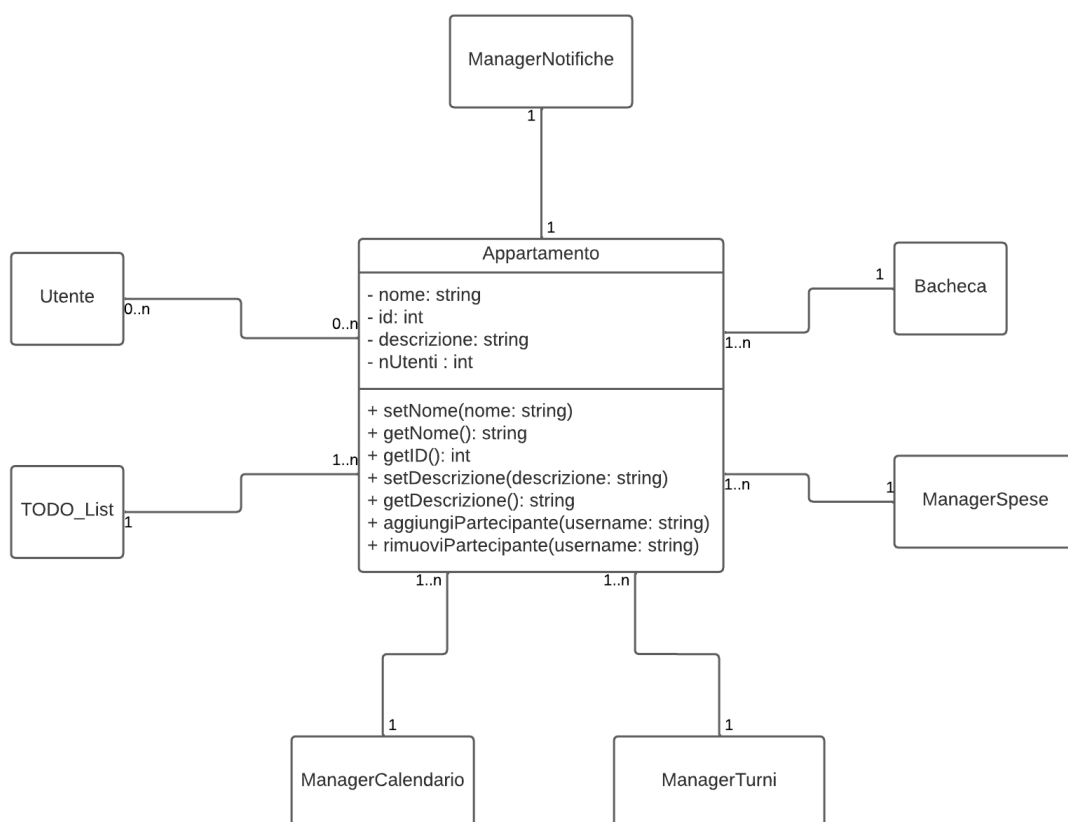 ManagerNotifiche
1
1
Appartamento
- nome: string
- id: int
- descrizione: string
- nUtenti : int
+ setNome(nome: string)
+ getNome(): string
+ getID(): int
+ setDescrizione(descrizione: string)
+ getDescrizione(): string
+ aggiungiPartecipante(username: string)
+ rimuoviPartecipante(username: string)
Utente
0..n
0..n
Bacheca
1
1..n
TODO_List
1
1..n
ManagerSpese
1
1..n
1..n
1
ManagerCalendario
1..n
1
ManagerTurni